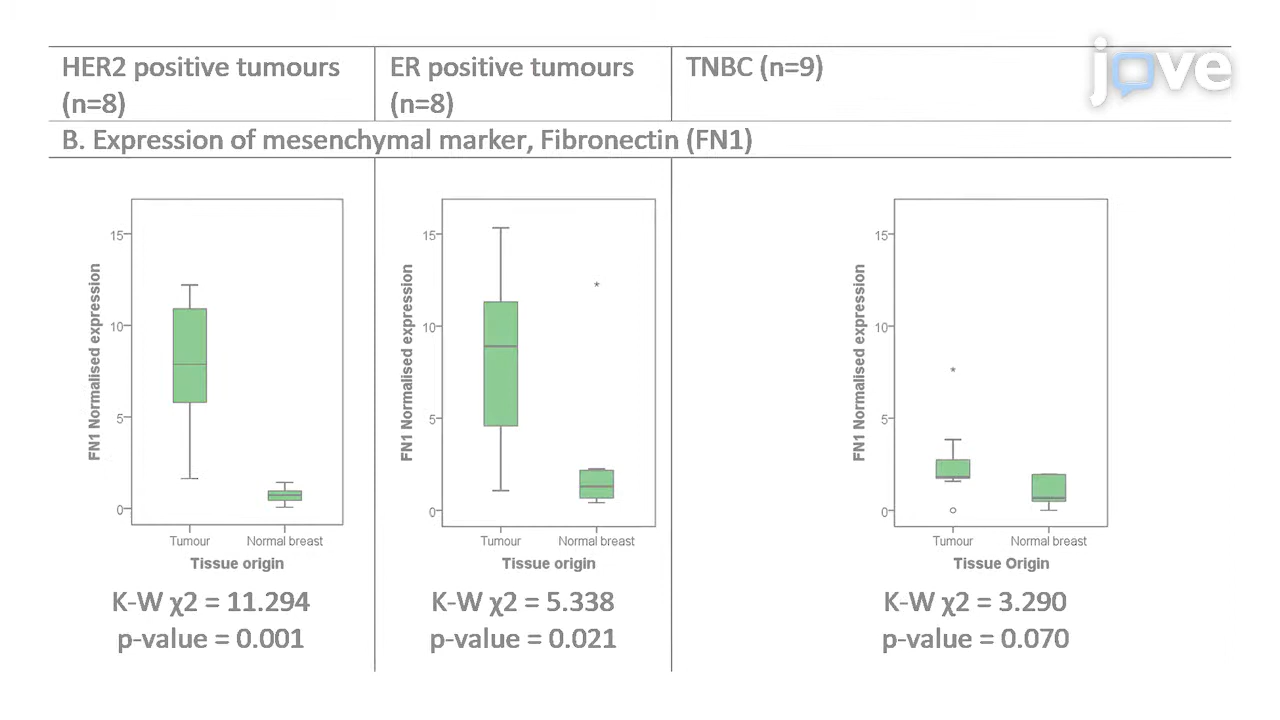 HER2 positive tumours
(n=8)
ER positive tumours
(n=8)
TNBC (n=9)
jove
B. Expression of mesenchymal marker, Fibronectin (FN1)
FN1 Normalised expression
15
10
5
0
Tumour
Normal breast
Tissue origin
K-W χ2 = 11.294
p-value = 0.001
FN1 Normalised expression
15
10
5
0
*
Tumour
Normal breast
Tissue origin
K-W χ2 = 5.338
p-value = 0.021
FN1 Normalised expression
15
10
5
0
*
Tumour
Normal breast
Tissue Origin
K-W χ2 = 3.290
p-value = 0.070